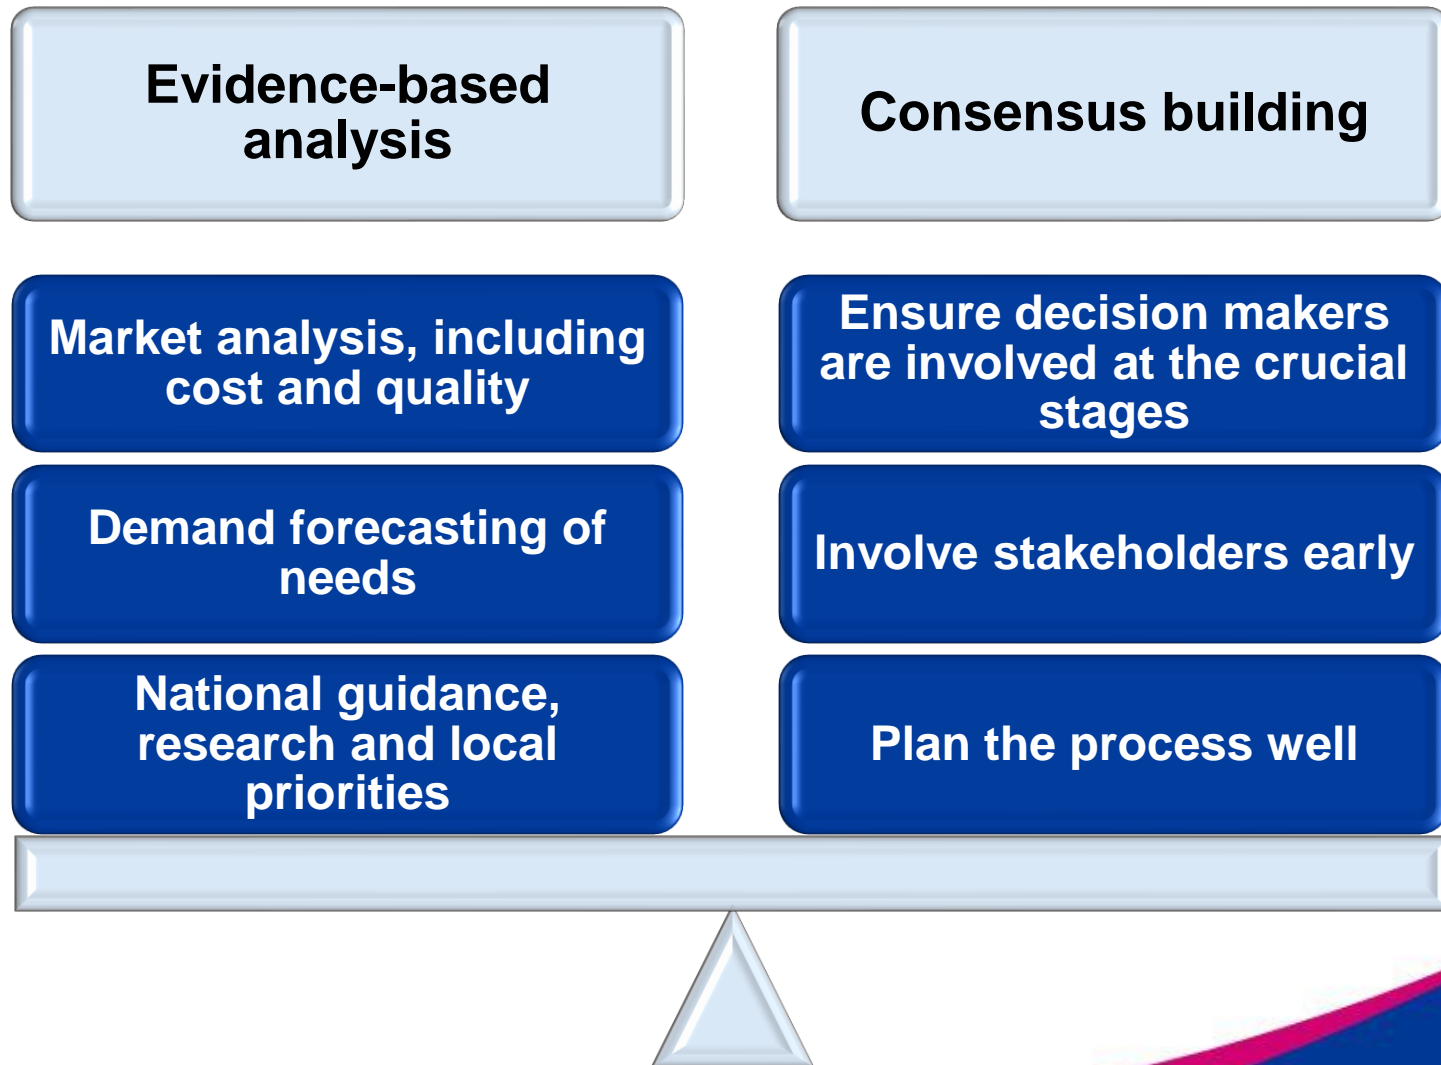 Evidence-based
analysis
Consensus building
Market analysis, including
cost and quality
Ensure decision makers
are involved at the crucial
stages
Demand forecasting of
needs
Involve stakeholders early
National guidance,
research and local
priorities
Plan the process well